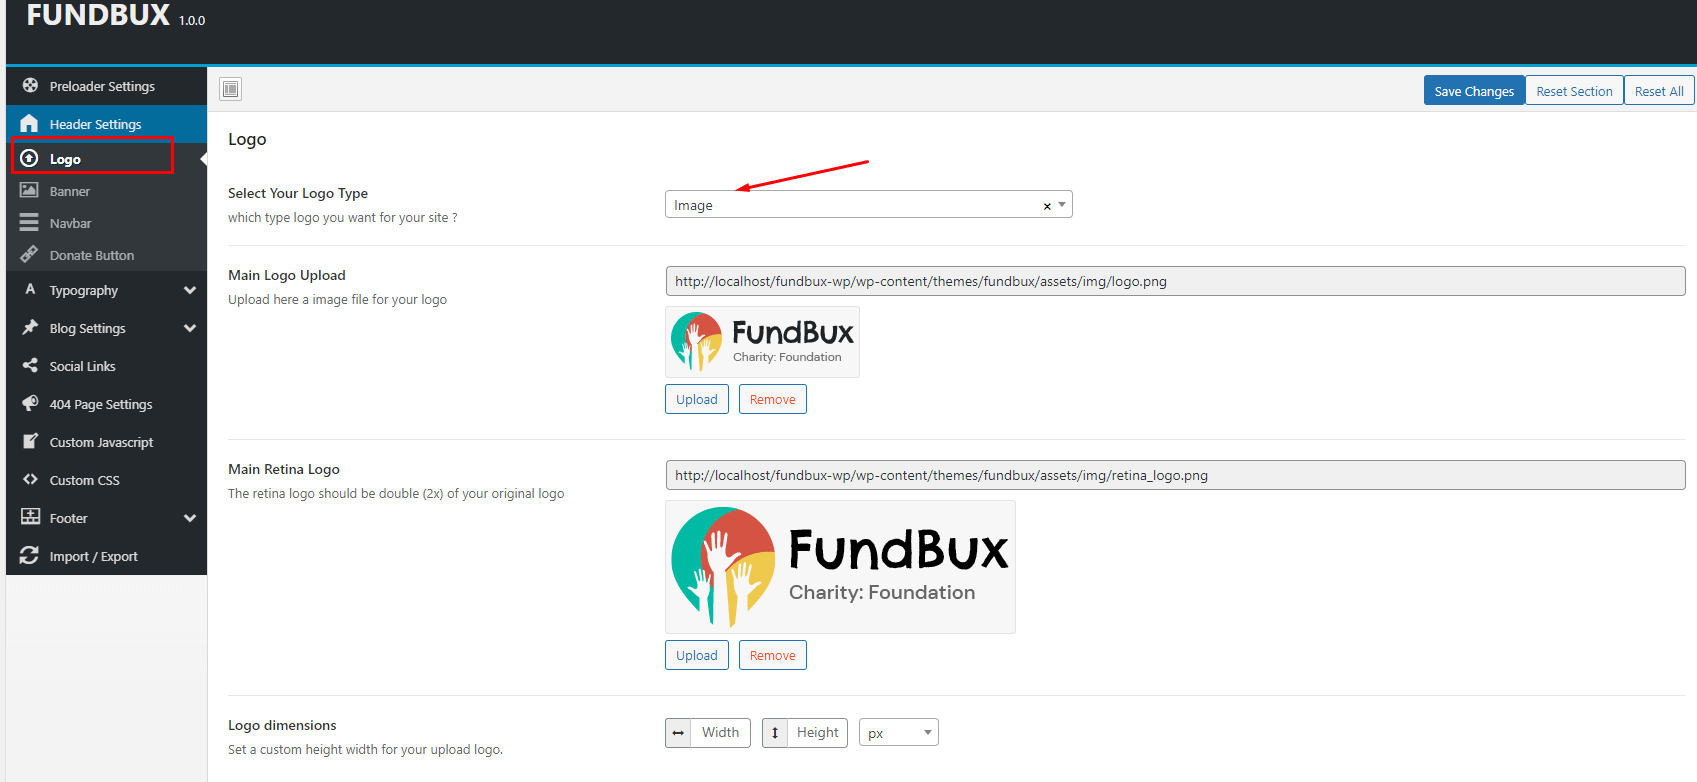 FUNDBUX 1.0.0
Preloader Settings
Header Settings
Logo
Banner
Navbar
Donate Button
Typography
Blog Settings
Social Links
404 Page Settings
Custom Javascript
Custom CSS
Footer
Import / Export
Save Changes Reset Section Reset All
Logo
Select Your Logo Type
which type logo you want for your site ?
Image
Main Logo Upload
Upload here a image file for your logo
http://localhost/fundbux-wp/wp-content/themes/fundbux/assets/img/logo.png
FundBux
Charity: Foundation
Upload Remove
Main Retina Logo
The retina logo should be double (2x) of your original logo
http://localhost/fundbux-wp/wp-content/themes/fundbux/assets/img/retina_logo.png
FundBux
Charity: Foundation
Upload Remove
Logo dimensions
Set a custom height width for your upload logo.
Width Height px